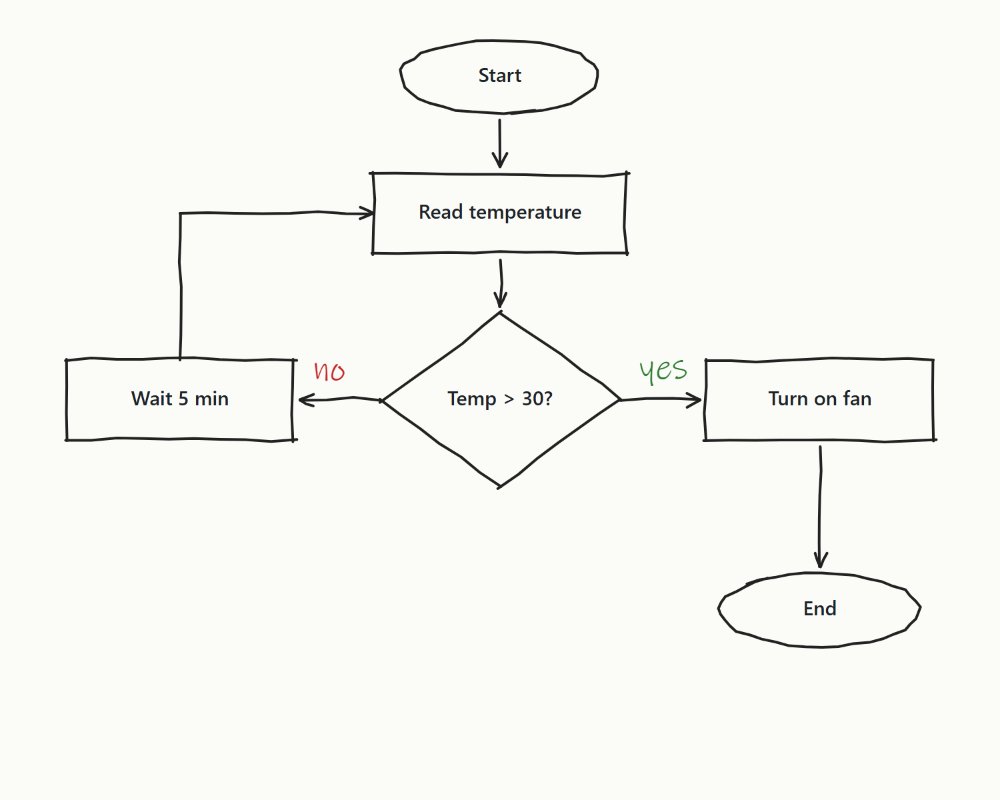 Start
Read temperature
no
yes
Wait 5 min
Temp > 30?
Turn on fan
End